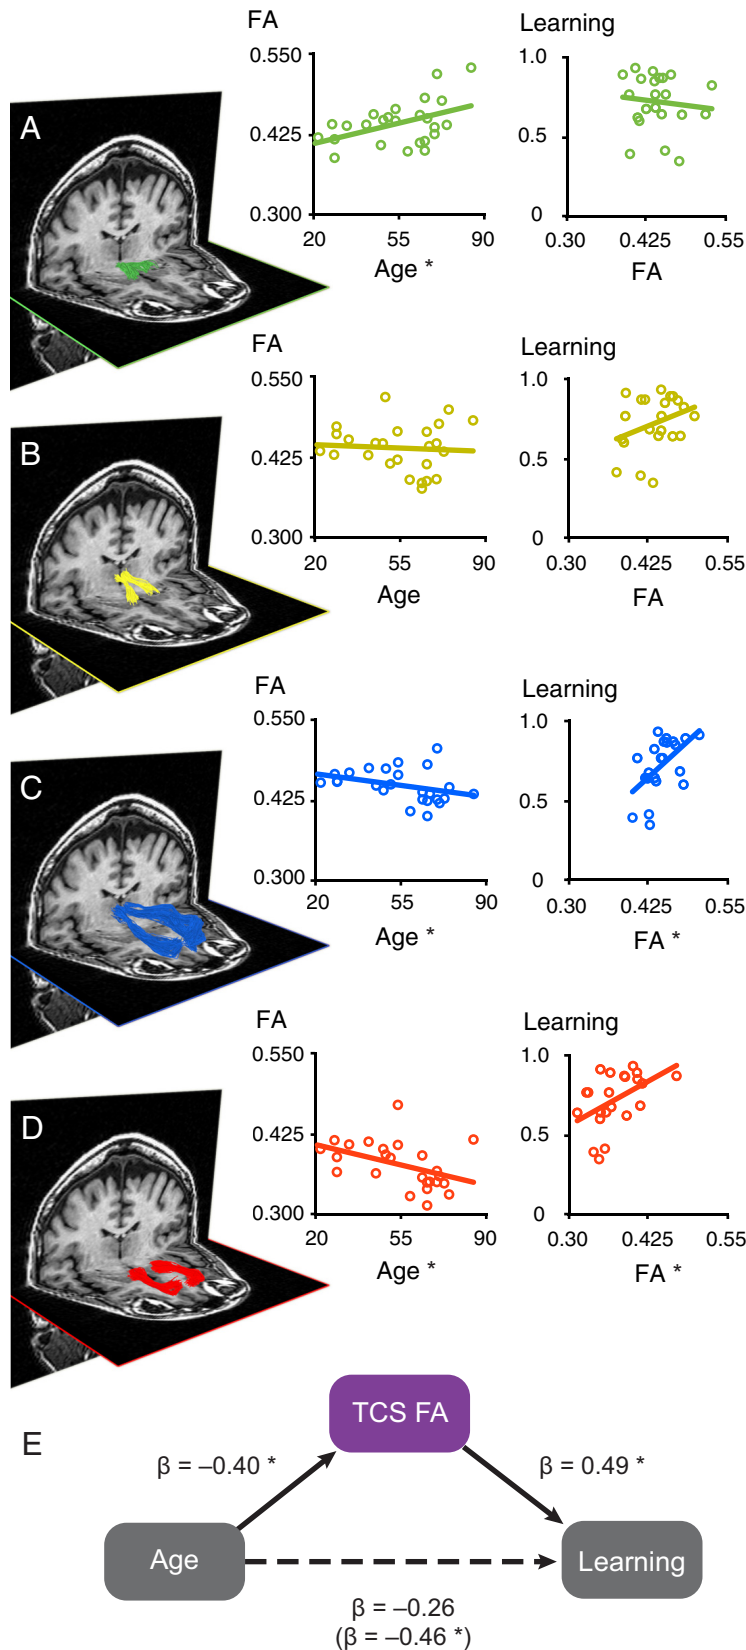 A
FA
0.550
0.425
0.300
20 55 90
Age *
Learning
1.0
0.5
0
0.30 0.425 0.55
FA
B
FA
0.550
0.425
0.300
20 55 90
Age
Learning
1.0
0.5
0
0.30 0.425 0.55
FA
C
FA
0.550
0.425
0.300
20 55 90
Age *
Learning
1.0
0.5
0
0.30 0.425 0.55
FA *
D
FA
0.550
0.425
0.300
20 55 90
Age *
Learning
1.0
0.5
0
0.30 0.425 0.55
FA *
E
TCS FA
β = –0.40 *
β = 0.49 *
Age
Learning
β = –0.26
(β = –0.46 *)